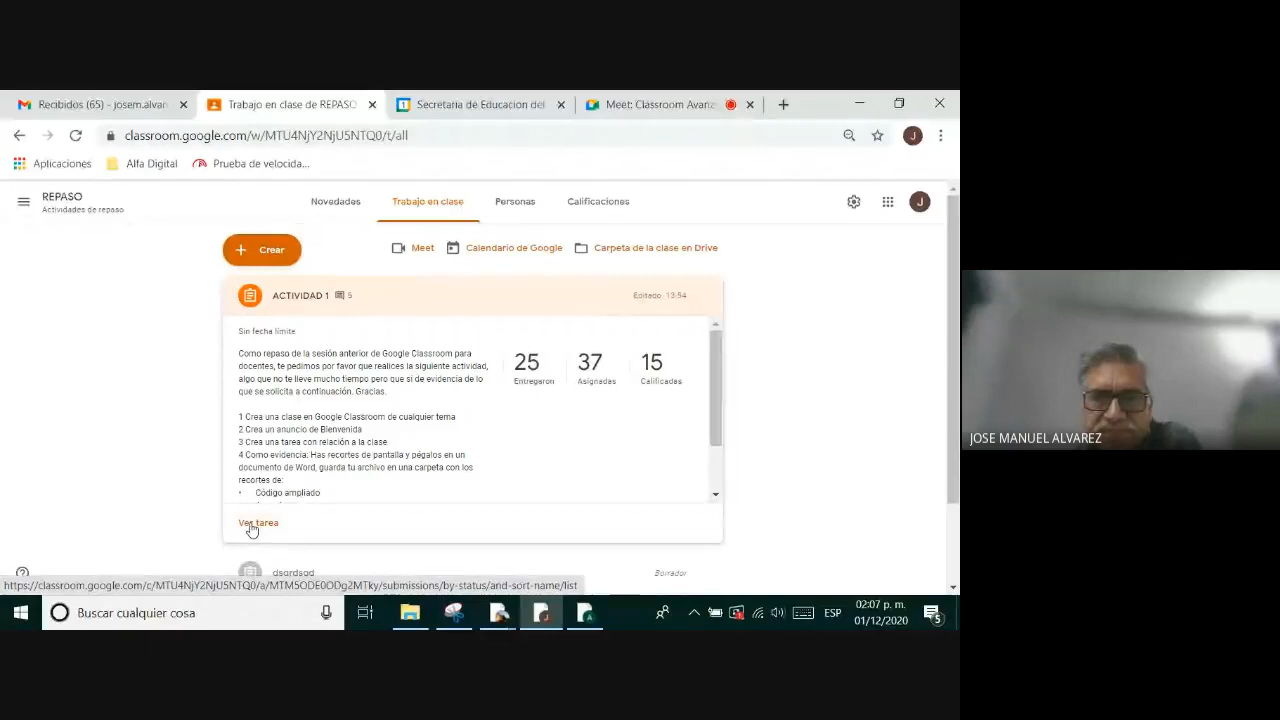 Recibidos (65) - josem.alvar
Trabajo en clase de REPASO
Secretaria de Educacion del
Meet: Classroom Avanz
classroom.google.com/w/MTU4NjY2NjU5NTQ0/t/all
J
Aplicaciones
Alfa Digital
Prueba de velocida...
REPASO
Actividades de repaso
Novedades
Trabajo en clase
Personas
Calificaciones
J
+ Crear
Meet
Calendario de Google
Carpeta de la clase en Drive
ACTIVIDAD 1
5
Editado, 13:54
Sin fecha límite
Como repaso de la sesión anterior de Google Classroom para
docentes, te pedimos por favor que realices la siguiente actividad,
algo que no te lleve mucho tiempo pero que si de evidencia de lo
que se solicita a continuación. Gracias.
25
Entregaron
37
Asignadas
15
Calificadas
1 Crea una clase en Google Classroom de cualquier tema
2 Crea un anuncio de Bienvenida
3 Crea una tarea con relación a la clase
4 Como evidencia: Has recortes de pantalla y pégalos en un
documento de Word, guarda tu archivo en una carpeta con los
recortes de:
• Código ampliado
Ver tarea
dsgrdsgd
Borrador
https://classroom.google.com/c/MTU4NjY2NjU5NTQ0/a/MTM5ODE0ODg2MTky/submissions/by-status/and-sort-name/list
Buscar cualquier cosa
ESP
02:07 p. m.
01/12/2020
5
JOSE MANUEL ALVAREZ